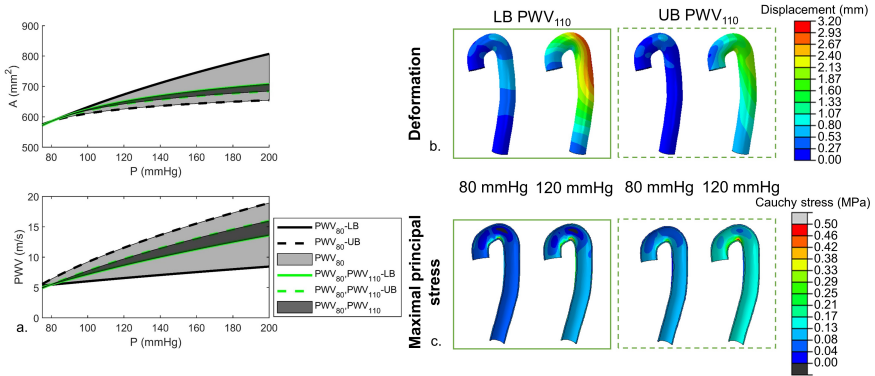 900
800
700
600
500
A (mm²)
80 100 120 140 160 180 200
P (mmHg)
20
15
10
5
0
PWV (m/s)
80 100 120 140 160 180 200
P (mmHg)
a.
PWV₈₀-LB
PWV₈₀-UB
PWV₈₀
PWV₈₀,PWV₁₁₀-LB
PWV₈₀,PWV₁₁₀-UB
PWV₈₀,PWV₁₁₀
LB PWV₁₁₀
UB PWV₁₁₀
Deformation
b.
Displacement (mm)
3.20
2.93
2.67
2.40
2.13
1.87
1.60
1.33
1.07
0.80
0.53
0.27
0.00
80 mmHg 120 mmHg 80 mmHg 120 mmHg
Maximal principal
stress
c.
Cauchy stress (MPa)
0.50
0.46
0.42
0.38
0.33
0.29
0.25
0.21
0.17
0.13
0.08
0.04
0.00